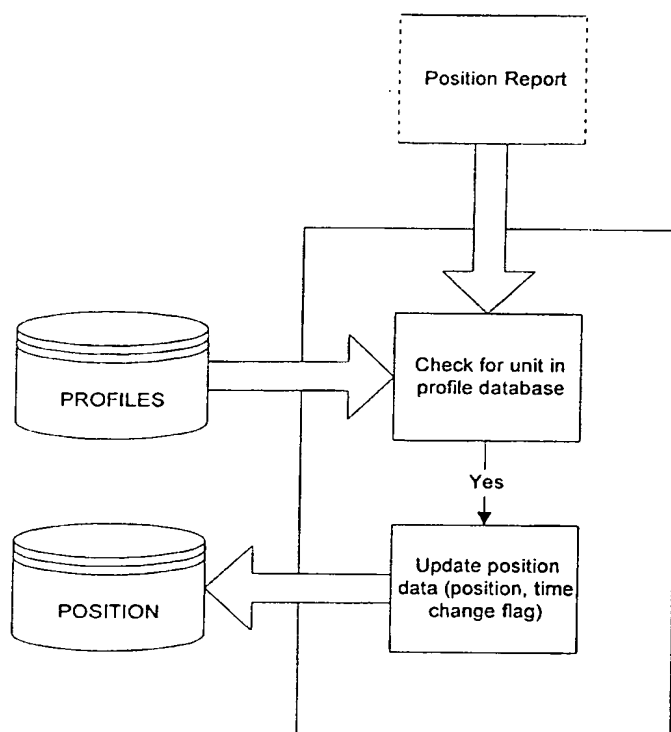 Position Report
PROFILES
Check for unit in
profile database
Yes
POSITION
Update position
data (position, time
change flag)